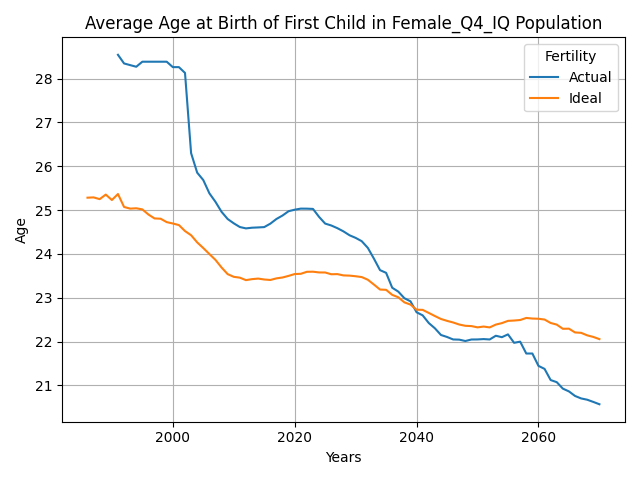 Average Age at Birth of First Child in Female_Q4_IQ Population
Fertility
Actual
Ideal
Age
28
27
26
25
24
23
22
21
2000
2020
2040
2060
Years